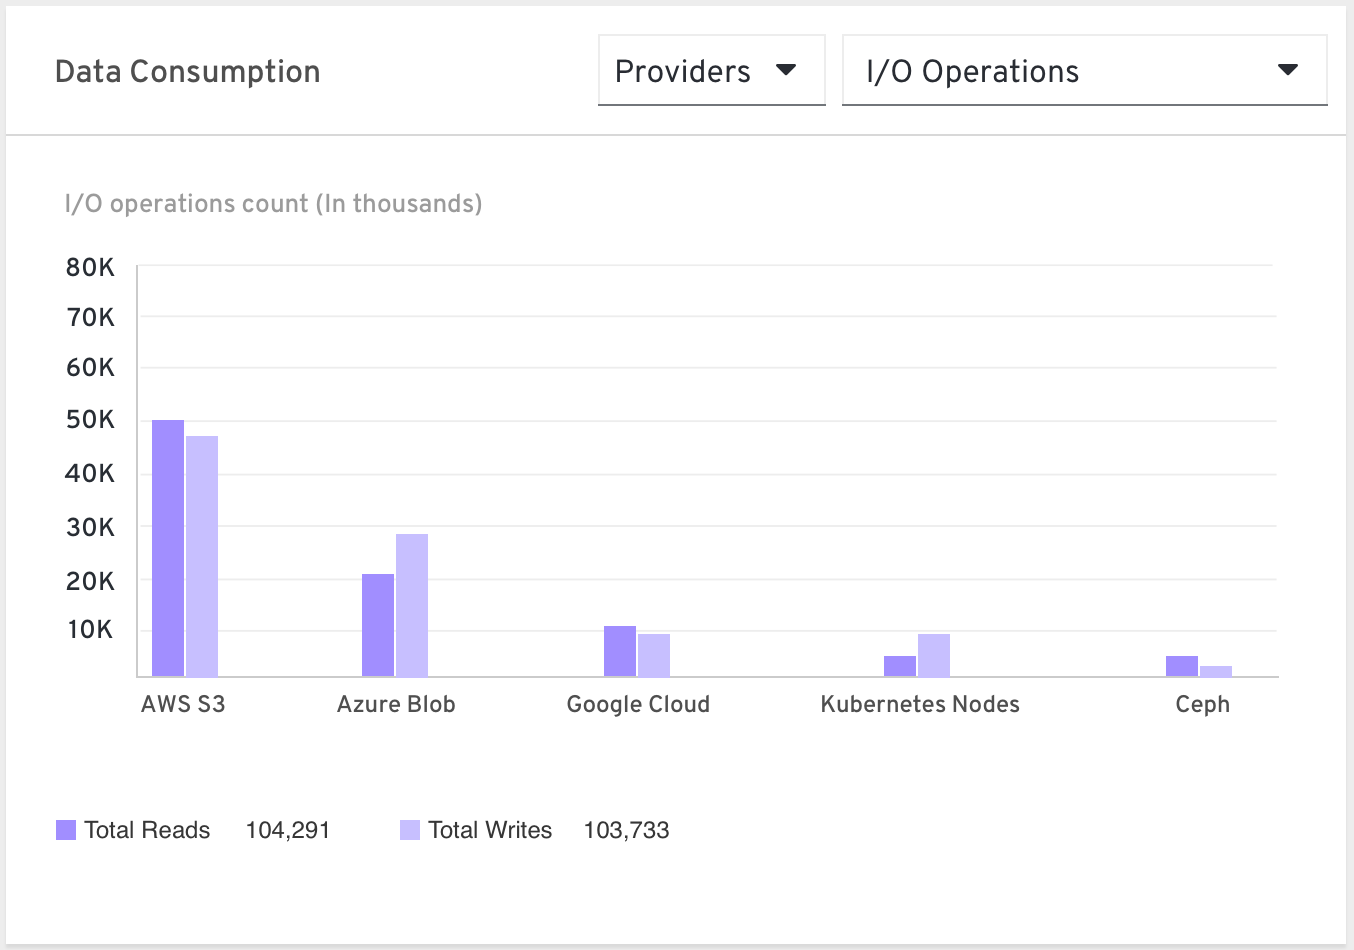 Data Consumption
Providers
I/O Operations
I/O operations count (In thousands)
80K
70K
60K
50K
40K
30K
20K
10K
AWS S3
Azure Blob
Google Cloud
Kubernetes Nodes
Ceph
Total Reads 104,291
Total Writes 103,733